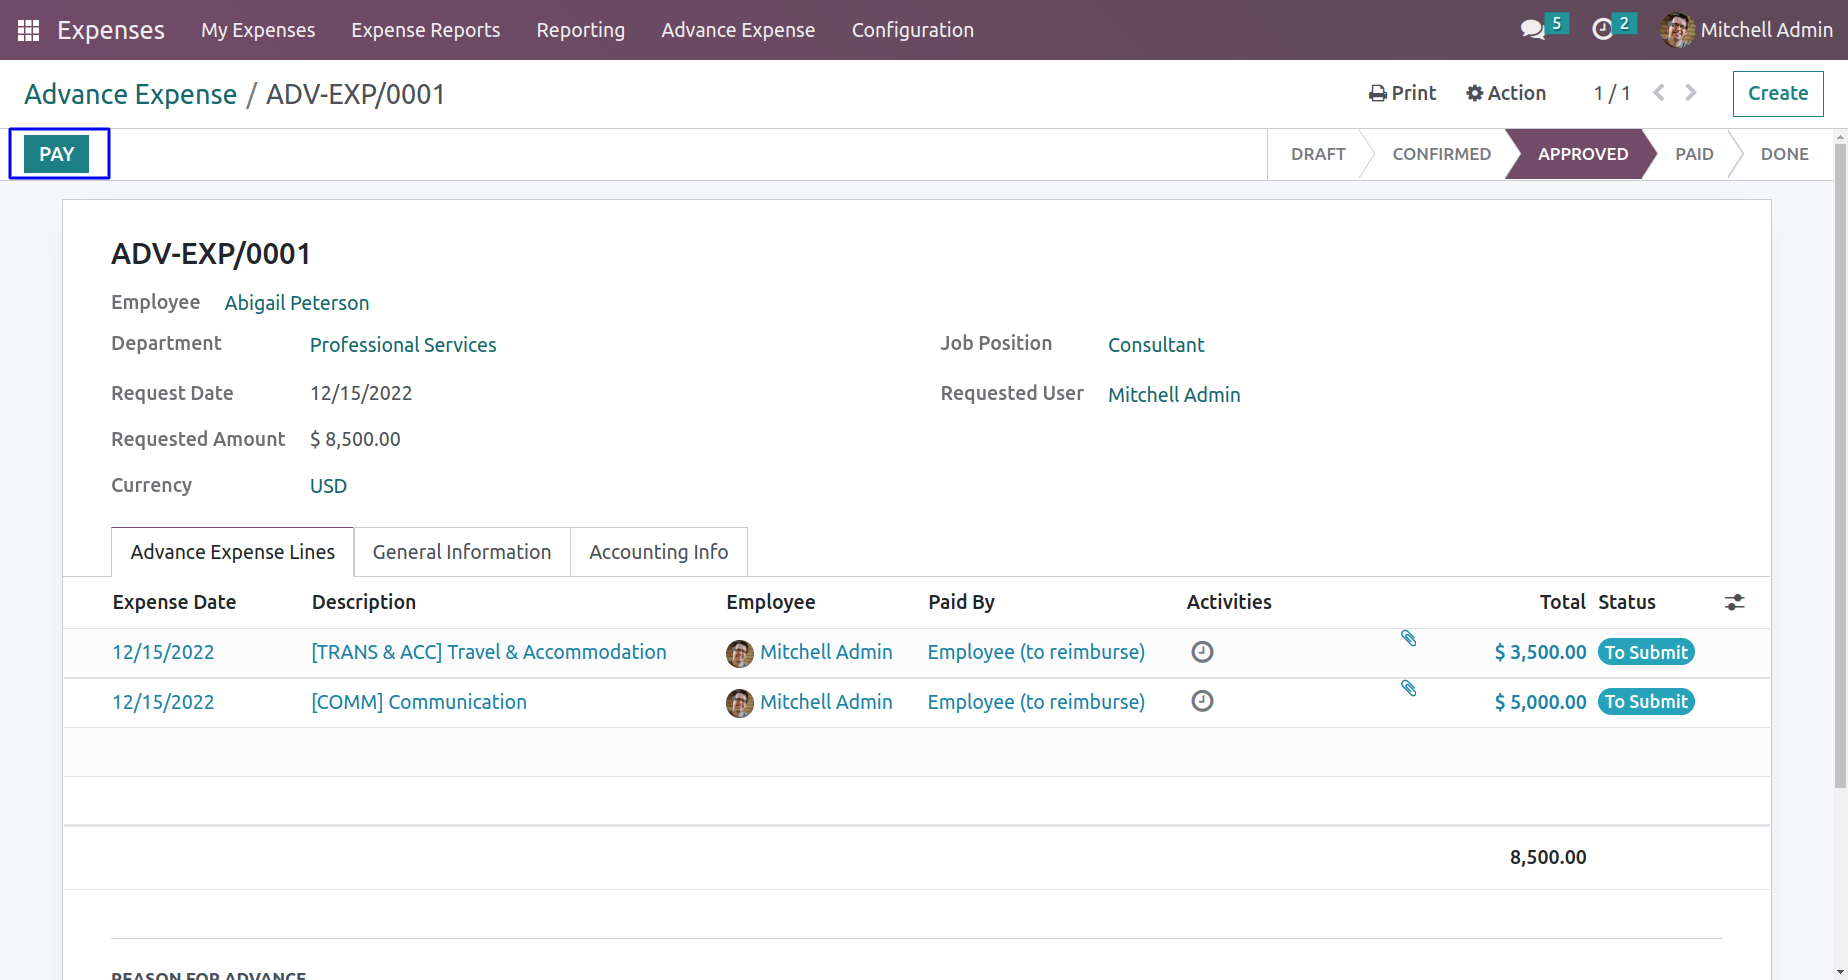 Expenses My Expenses Expense Reports Reporting Advance Expense Configuration 5 2 Mitchell Admin
Advance Expense / ADV-EXP/0001 Print Action 1 / 1 Create
PAY DRAFT CONFIRMED APPROVED PAID DONE
ADV-EXP/0001
Employee Abigail Peterson
Department Professional Services Job Position Consultant
Request Date 12/15/2022 Requested User Mitchell Admin
Requested Amount $ 8,500.00
Currency USD
Advance Expense Lines General Information Accounting Info
Expense Date Description Employee Paid By Activities Total Status
12/15/2022 [TRANS & ACC] Travel & Accommodation Mitchell Admin Employee (to reimburse) $ 3,500.00 To Submit
12/15/2022 [COMM] Communication Mitchell Admin Employee (to reimburse) $ 5,000.00 To Submit
8,500.00
REASON FOR ADVANCE